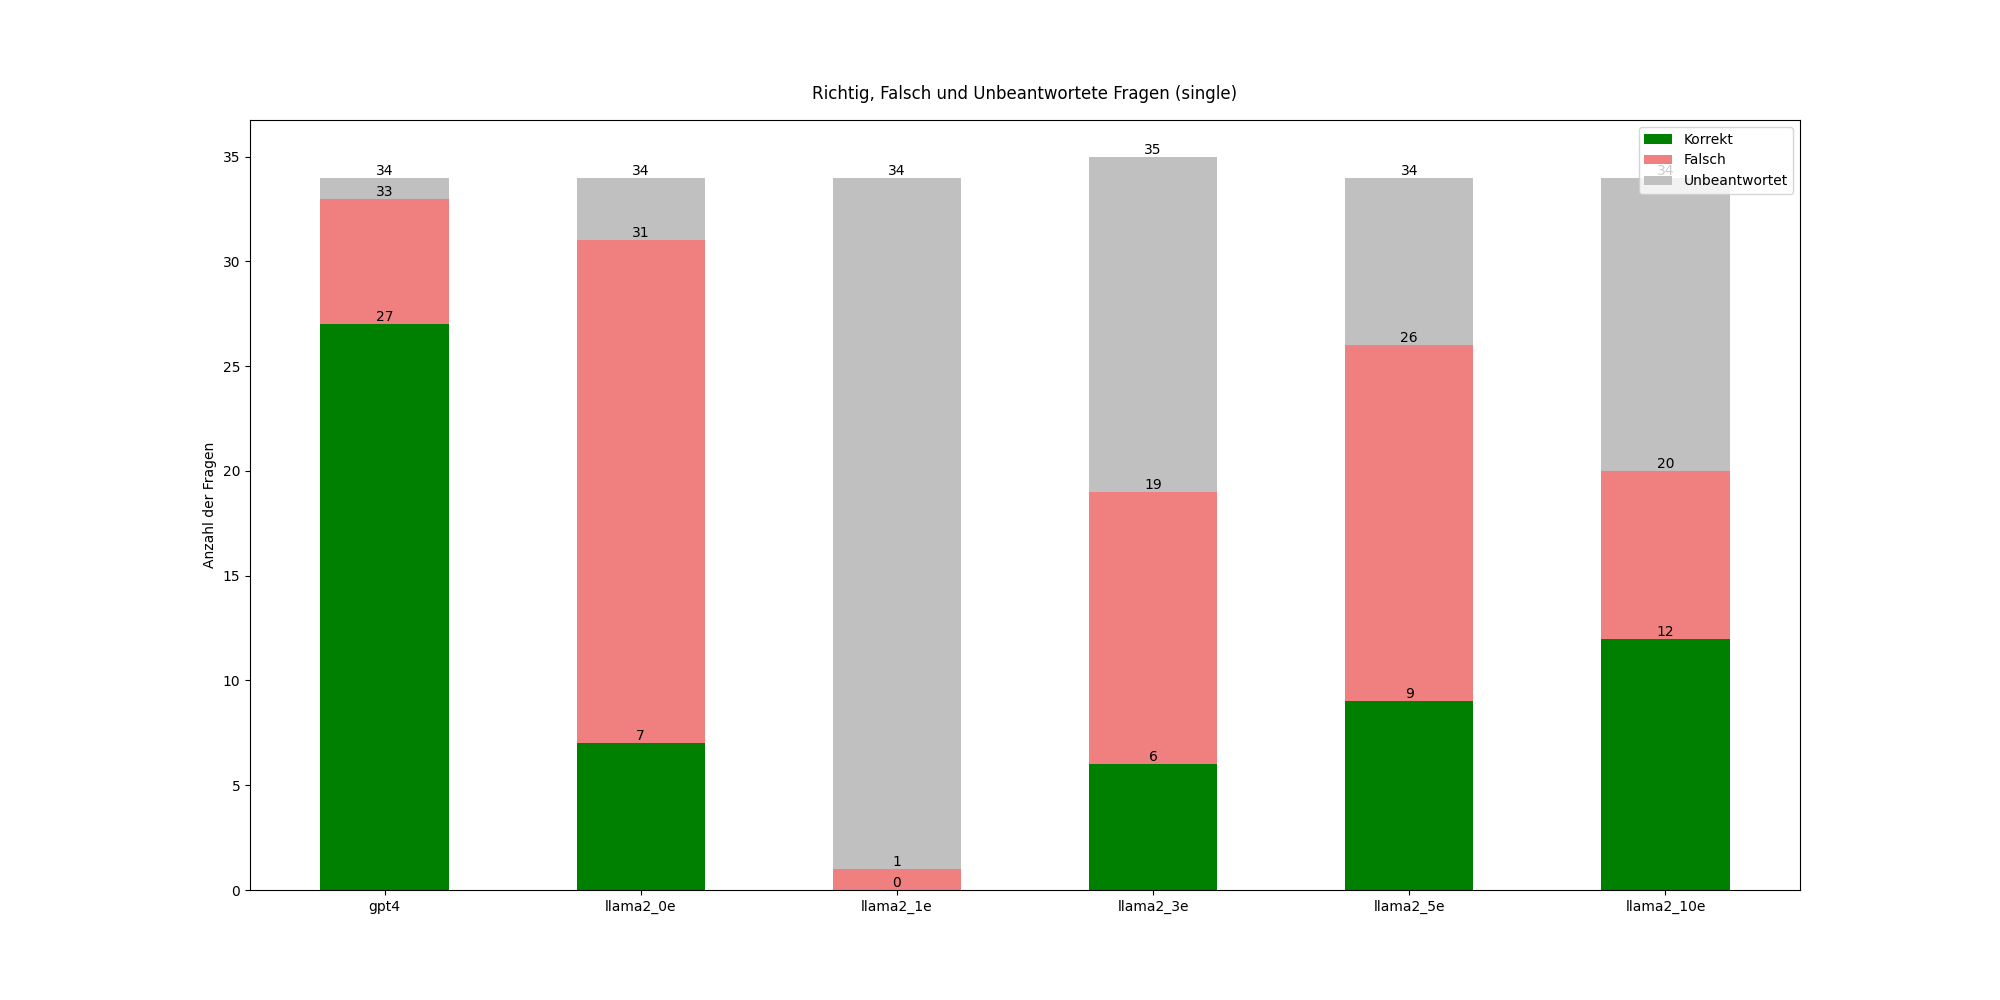 Richtig, Falsch und Unbeantwortete Fragen (single)
Korrekt
Falsch
Unbeantwortet
Anzahl der Fragen
35
30
25
20
15
10
5
0
34
33
27
34
31
7
34
1
0
35
19
6
34
26
9
34
20
12
gpt4
llama2_0e
llama2_1e
llama2_3e
llama2_5e
llama2_10e